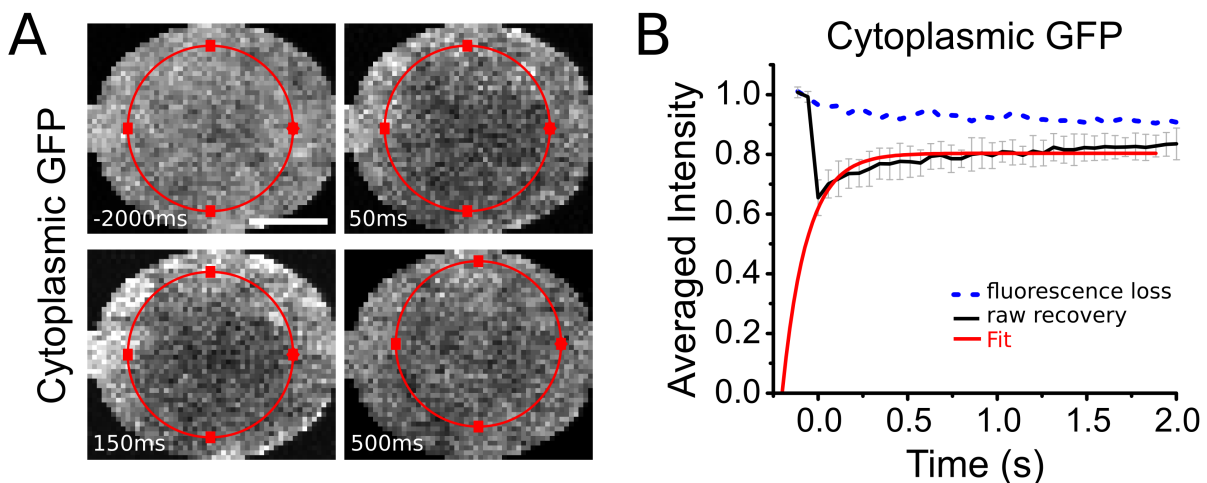 A
Cytoplasmic GFP
-2000ms
50ms
150ms
500ms
B
Cytoplasmic GFP
Averaged Intensity
1.0
0.8
0.6
0.4
0.2
0.0
fluorescence loss
raw recovery
Fit
0.0 0.5 1.0 1.5 2.0
Time (s)